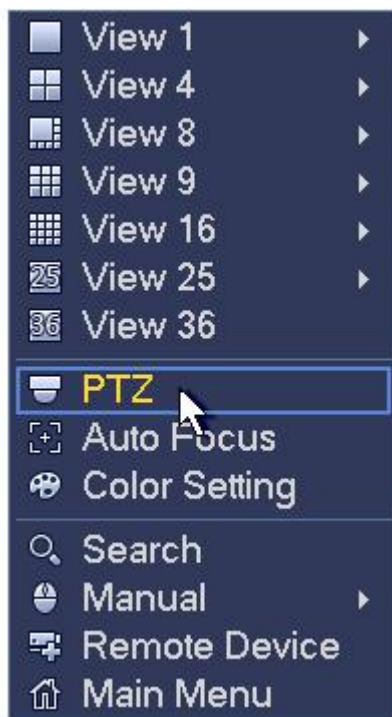 View 1
View 4
View 8
View 9
View 16
25 View 25
36 View 36
PTZ
Auto Focus
Color Setting
Search
Manual
Remote Device
Main Menu